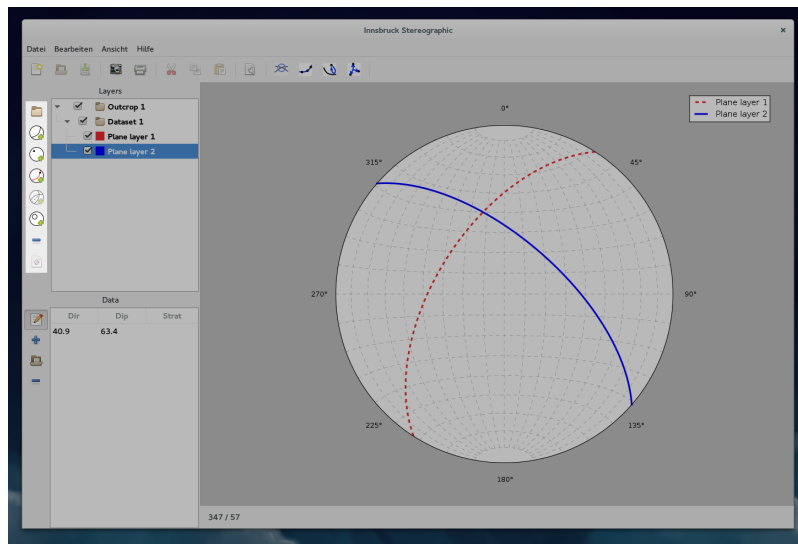 Innsbruck Stereographic
×
Datei Bearbeiten Ansicht Hilfe
Layers
Outcrop 1
Dataset 1
Plane layer 1
Plane layer 2
Data
Dir Dip Strat
40.9 63.4
0°
45°
90°
135°
180°
225°
270°
315°
Plane layer 1
Plane layer 2
347 / 57